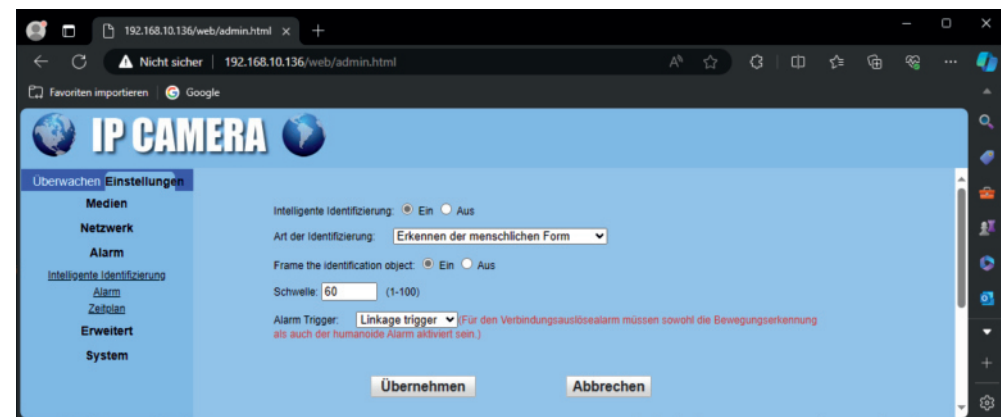 192.168.10.136/web/admin.html
Nicht sicher 192.168.10.136/web/admin.html
Favoriten importieren Google
IP CAMERA
Überwachen Einstellungen
Medien
Netzwerk
Alarm
Intelligente Identifizierung
Alarm
Zeitplan
Erweitert
System
Intelligente Identifizierung: Ein Aus
Art der Identifizierung: Erkennen der menschlichen Form
Frame the identification object: Ein Aus
Schwelle: 60 (1-100)
Alarm Trigger: Linkage trigger (Für den Verbindungsauslösealarm müssen sowohl die Bewegungserkennung
als auch der humanoide Alarm aktiviert sein.)
Übernehmen Abbrechen